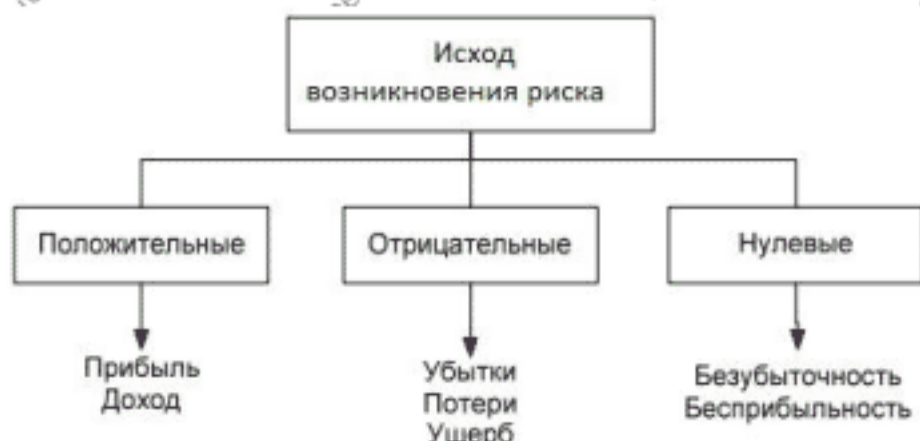 Исход
возникновения риска
Положительные
Отрицательные
Нулевые
Прибыль
Доход
Убытки
Потери
Ущерб
Безубыточность
Бесприбыльность